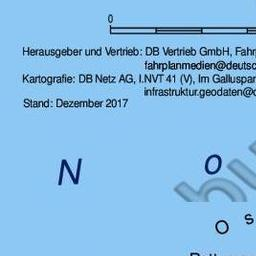 0
Herausgeber und Vertrieb: DB Vertrieb GmbH, Fahr
fahrplanmedien@deutsc
Kartografie: DB Netz AG, I.NVT 41 (V), Im Galluspar
infrastruktur.geodaten@d
Stand: Dezember 2017
N O
O s